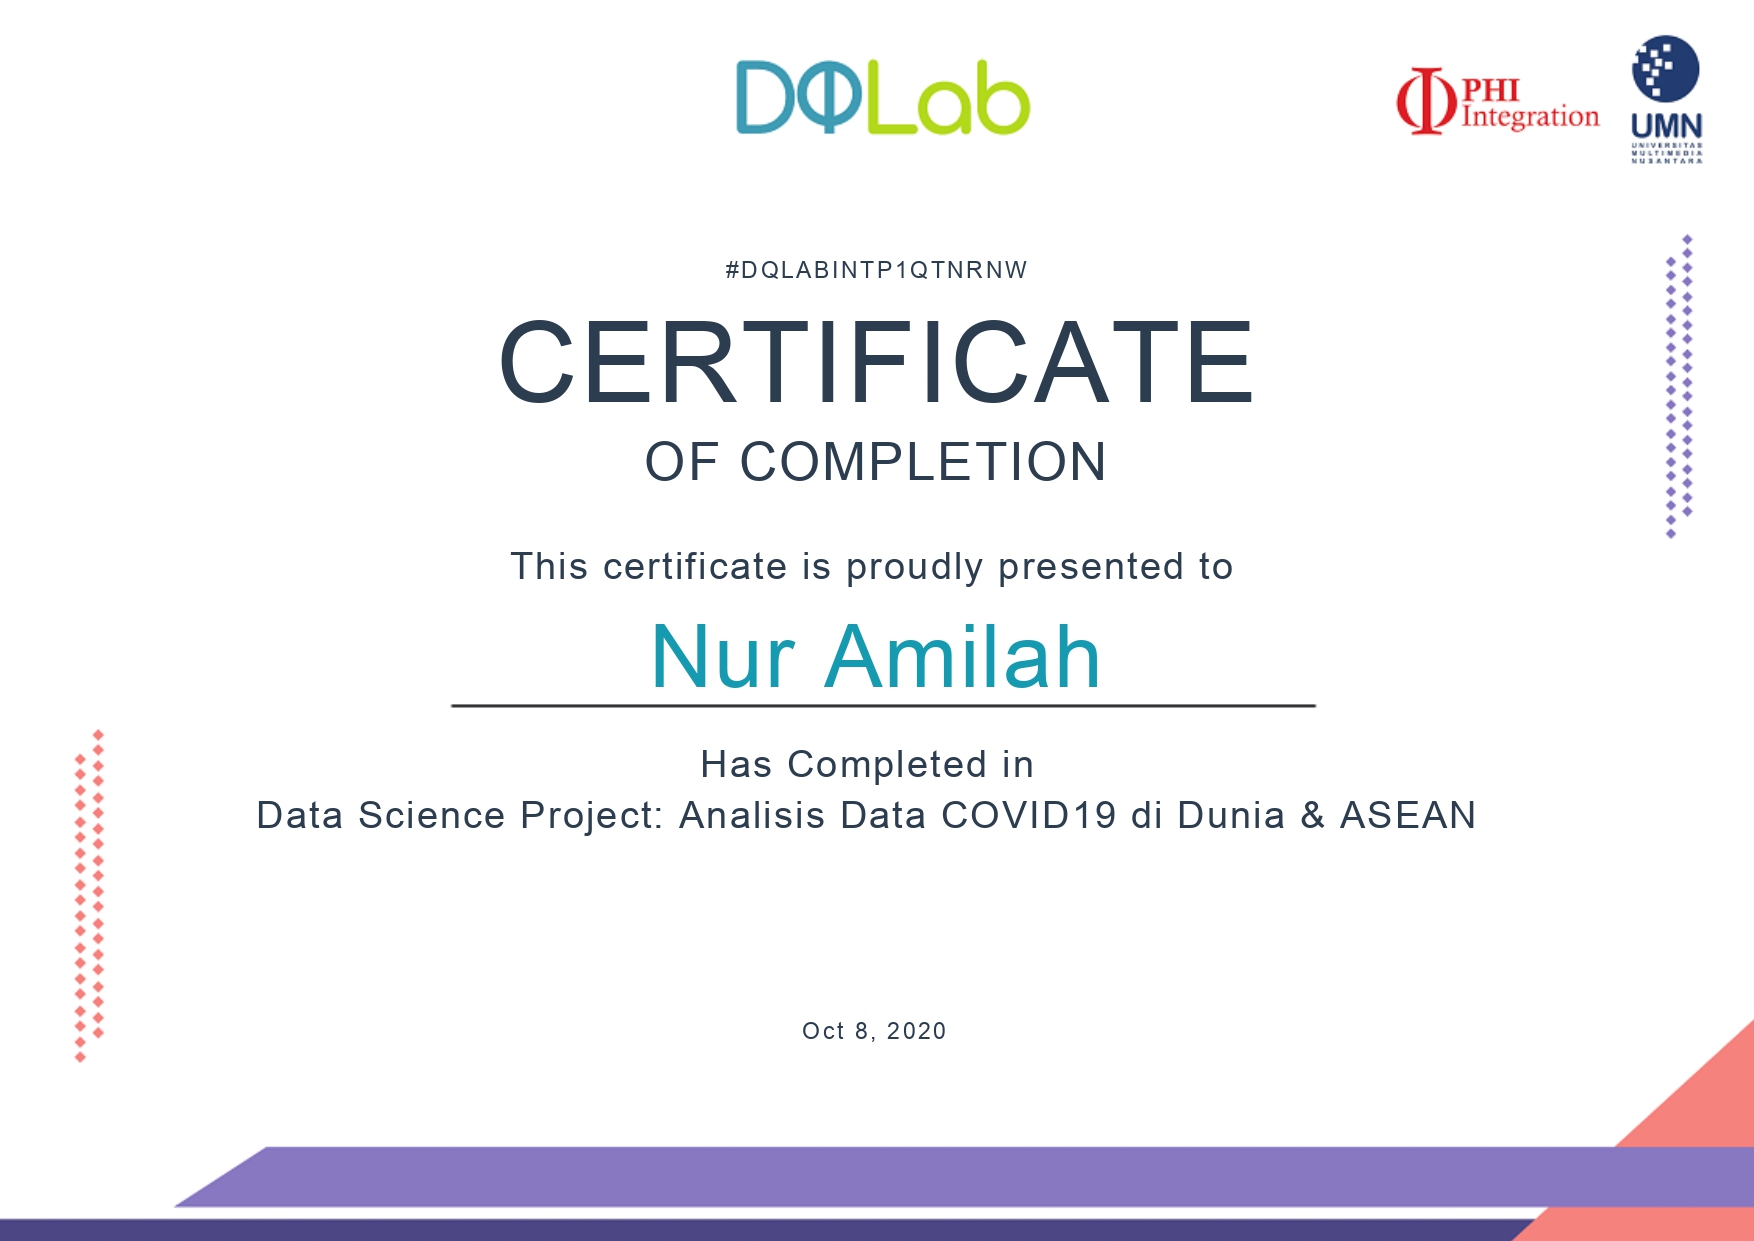 DQLab
PHI
Integration
UMN
UNIVERSITAS
MULTIMEDIA
NUSANTARA
#DQLABINTP1QTNRNW
CERTIFICATE
OF COMPLETION
This certificate is proudly presented to
Nur Amilah
Has Completed in
Data Science Project: Analisis Data COVID19 di Dunia & ASEAN
Oct 8, 2020